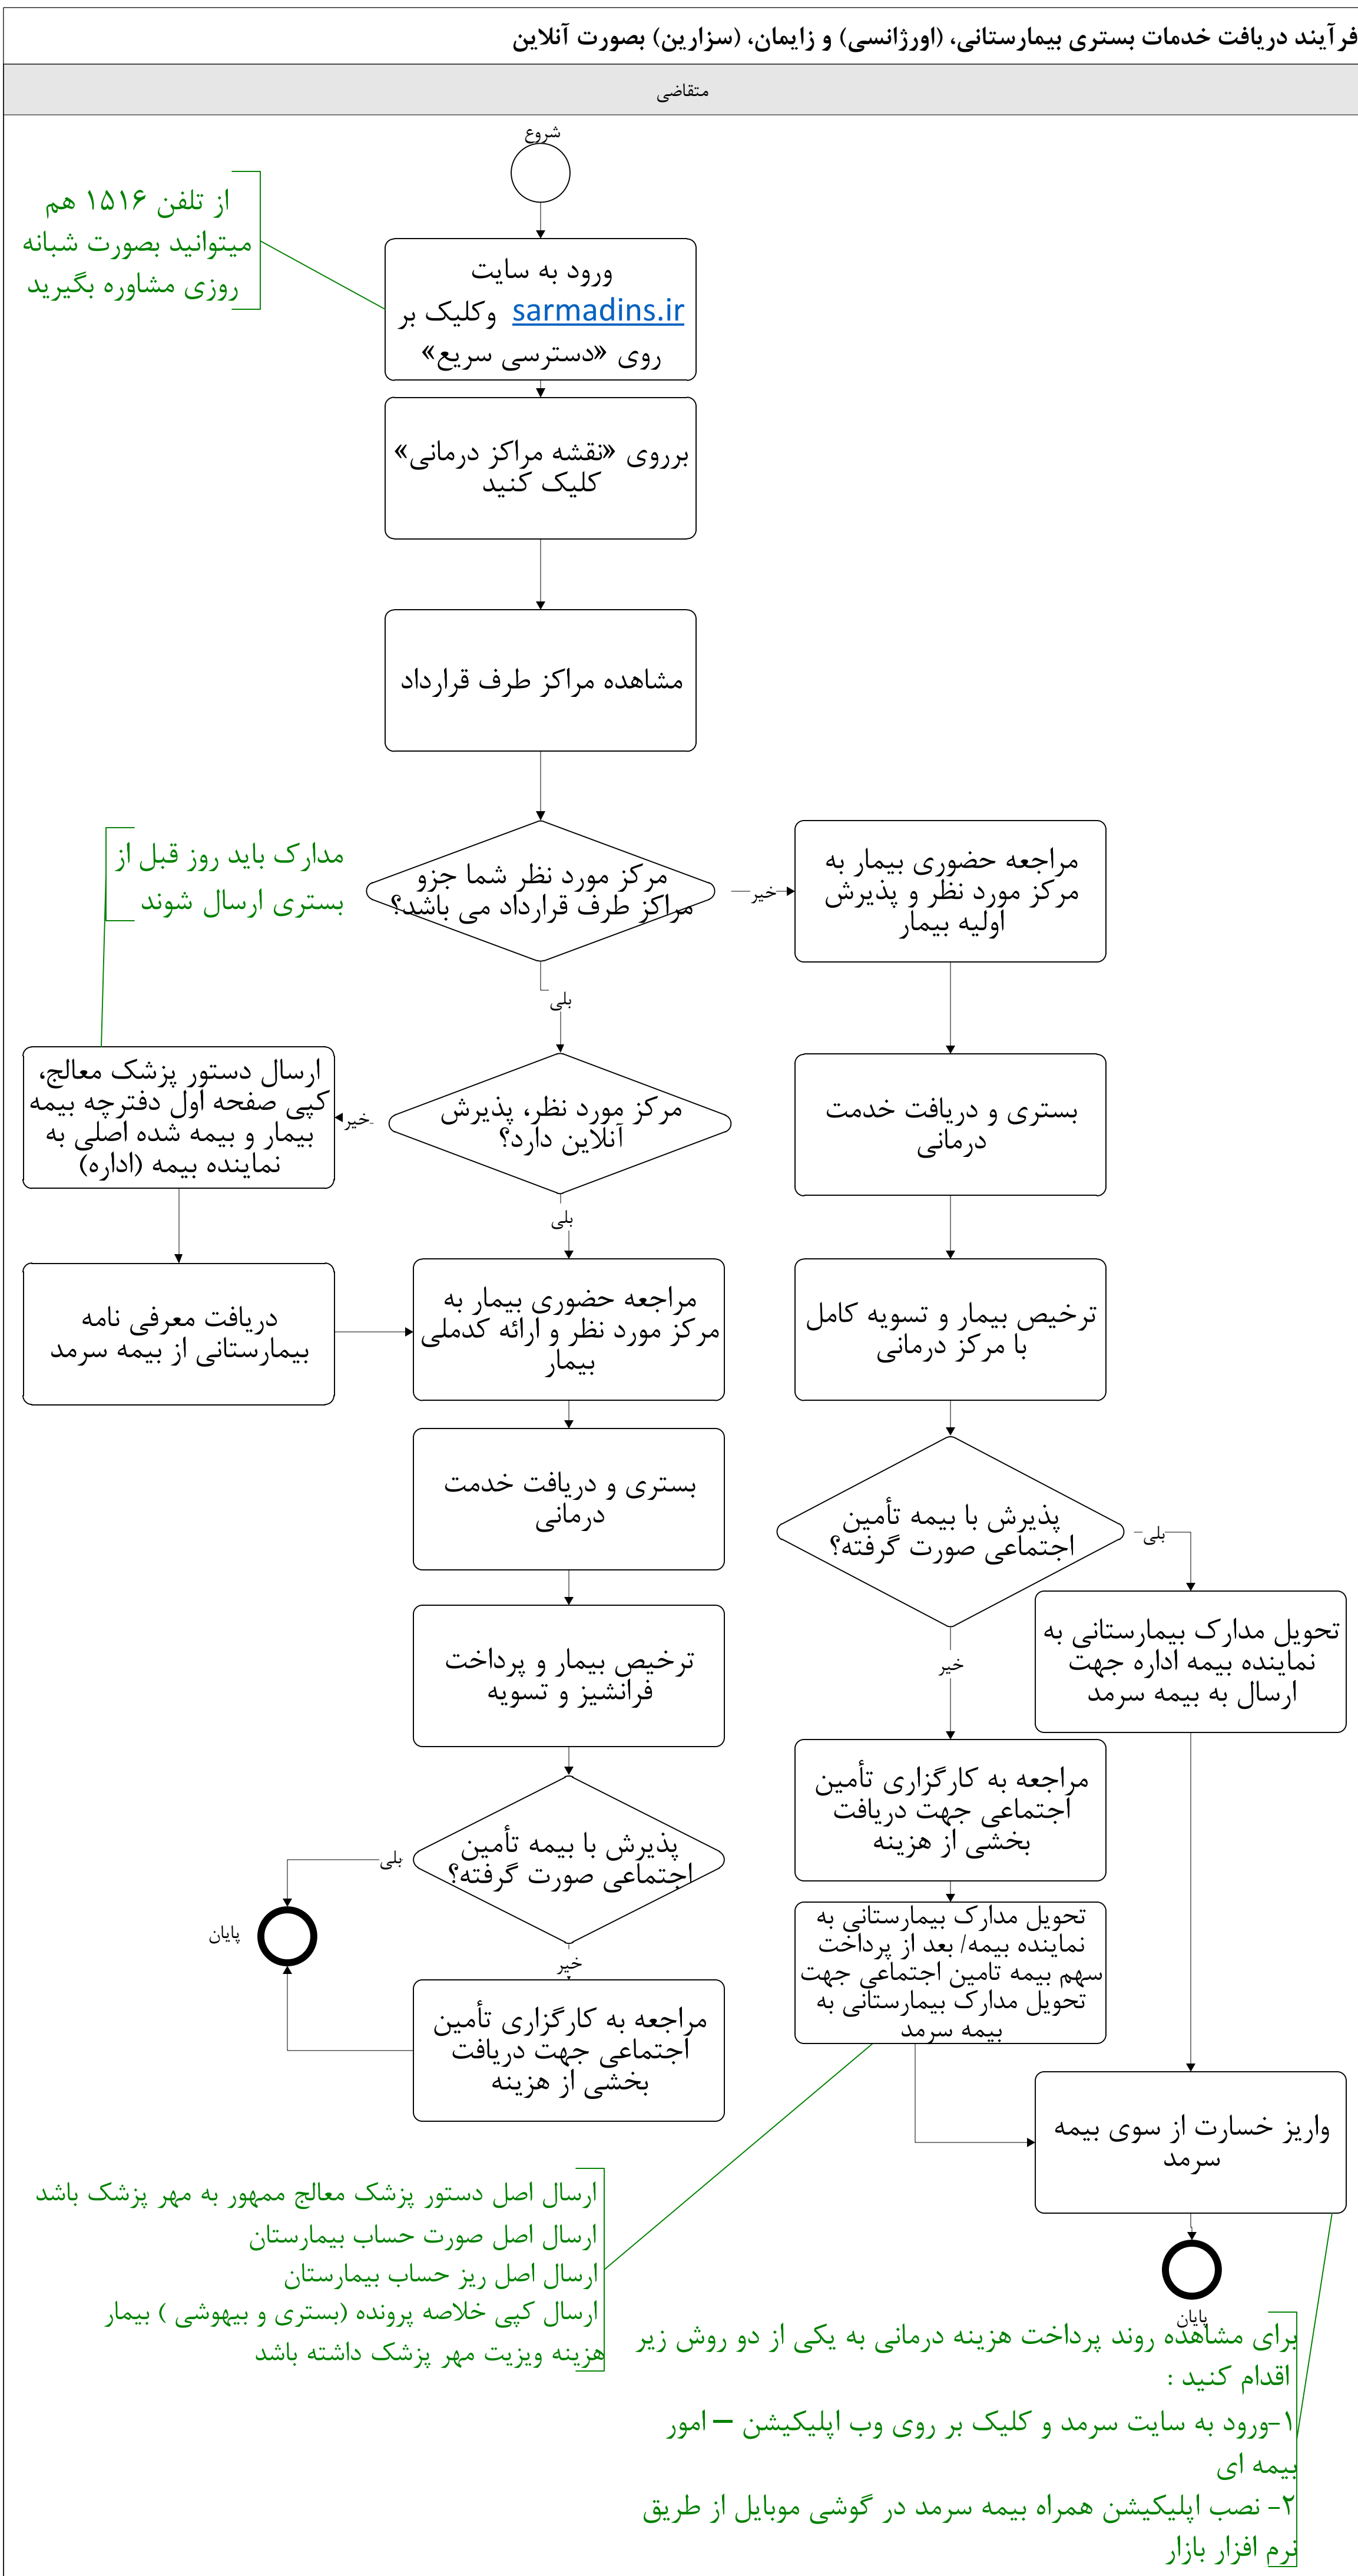 فرآیند دریافت خدمات بستری بیمارستانی، (اورژانسی) و زایمان، (سزارین) بصورت آنلاین
متقاضی
شروع
از تلفن ۱۵۱۶ هم
میتوانید بصورت شبانه
روزی مشاوره بگیرید
ورود به سایت
sarmadins.ir وکلیک بر
روی «دسترسی سریع»
برروی «نقشه مراکز درمانی»
کلیک کنید
مشاهده مراکز طرف قرارداد
مرکز مورد نظر شما جزو
مراکز طرف قرارداد می باشد؟
خیر
مراجعه حضوری بیمار به
مرکز مورد نظر و پذیرش
اولیه بیمار
مدارک باید روز قبل از
بستری ارسال شوند
بلی
مرکز مورد نظر، پذیرش
آنلاین دارد؟
خیر
ارسال دستور پزشک معالج،
کپی صفحه اول دفترچه بیمه
بیمار و بیمه شده اصلی به
نماینده بیمه (اداره)
بستری و دریافت خدمت
درمانی
بلی
دریافت معرفی نامه
بیمارستانی از بیمه سرمد
مراجعه حضوری بیمار به
مرکز مورد نظر و ارائه کدملی
بیمار
ترخیص بیمار و تسویه کامل
با مرکز درمانی
بستری و دریافت خدمت
درمانی
پذیرش با بیمه تأمین
اجتماعی صورت گرفته؟
بلی
تحویل مدارک بیمارستانی به
نماینده بیمه اداره جهت
ارسال به بیمه سرمد
خیر
ترخیص بیمار و پرداخت
فرانشیز و تسویه
مراجعه به کارگزاری تأمین
اجتماعی جهت دریافت
بخشی از هزینه
پذیرش با بیمه تأمین
اجتماعی صورت گرفته؟
بلی
پایان
خیر
تحویل مدارک بیمارستانی به
نماینده بیمه/ بعد از پرداخت
سهم بیمه تامین اجتماعی جهت
تحویل مدارک بیمارستانی به
بیمه سرمد
مراجعه به کارگزاری تأمین
اجتماعی جهت دریافت
بخشی از هزینه
واریز خسارت از سوی بیمه
سرمد
ارسال اصل دستور پزشک معالج ممهور به مهر پزشک باشد
ارسال اصل صورت حساب بیمارستان
ارسال اصل ریز حساب بیمارستان
ارسال کپی خلاصه پرونده (بستری و بیهوشی ) بیمار
هزینه ویزیت مهر پزشک داشته باشد
پایان
برای مشاهده روند پرداخت هزینه درمانی به یکی از دو روش زیر
اقدام کنید :
۱-ورود به سایت سرمد و کلیک بر روی وب اپلیکیشن – امور
بیمه ای
۲- نصب اپلیکیشن همراه بیمه سرمد در گوشی موبایل از طریق
نرم افزار بازار